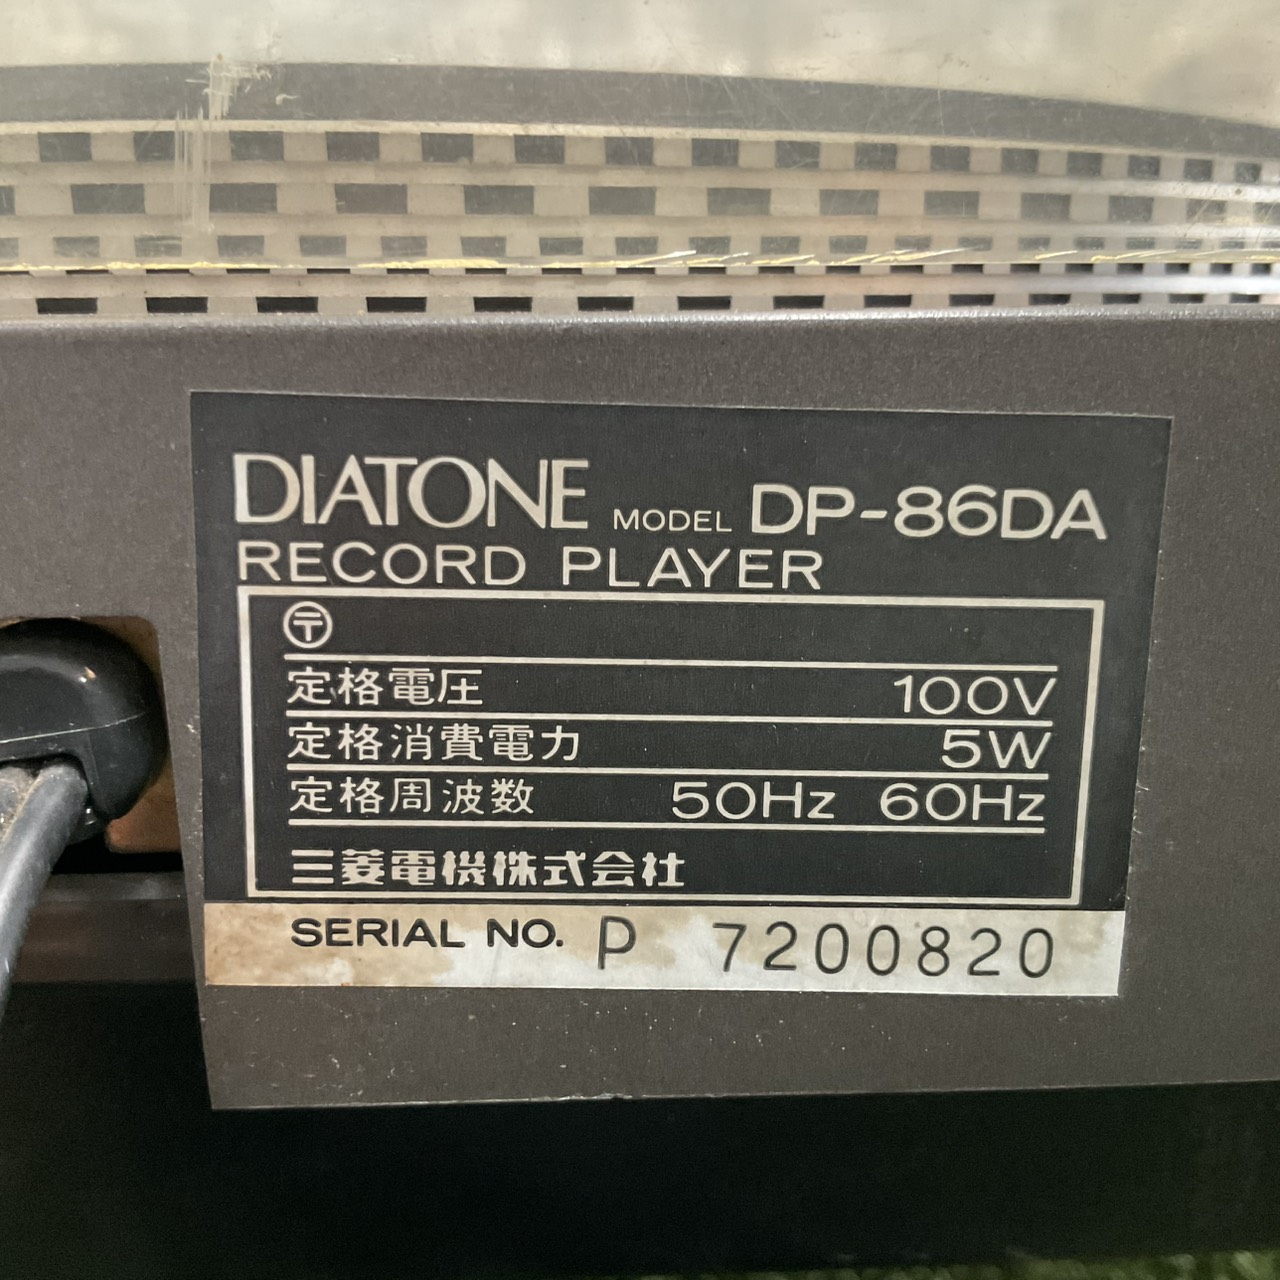 DIATONE MODEL DP-86DA
RECORD PLAYER
〶
定格電圧 100V
定格消費電力 5W
定格周波数 50Hz 60Hz
三菱電機株式会社
SERIAL NO. P 7200820